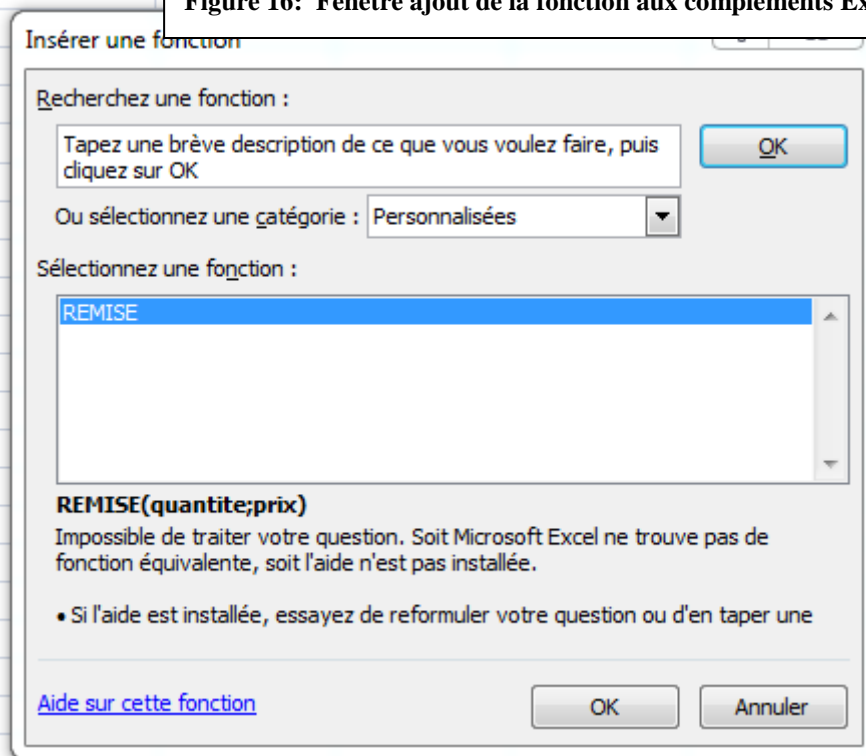 Figure 16: Fenêtre ajout de la fonction aux compléments
Insérer une fonction
Recherchez une fonction :
Tapez une brève description de ce que vous voulez faire, puis
cliquez sur OK
OK
Ou sélectionnez une catégorie : Personnalisées
Sélectionnez une fonction :
REMISE
REMISE(quantite;prix)
Impossible de traiter votre question. Soit Microsoft Excel ne trouve pas de
fonction équivalente, soit l'aide n'est pas installée.
• Si l'aide est installée, essayez de reformuler votre question ou d'en taper une
Aide sur cette fonction
OK
Annuler